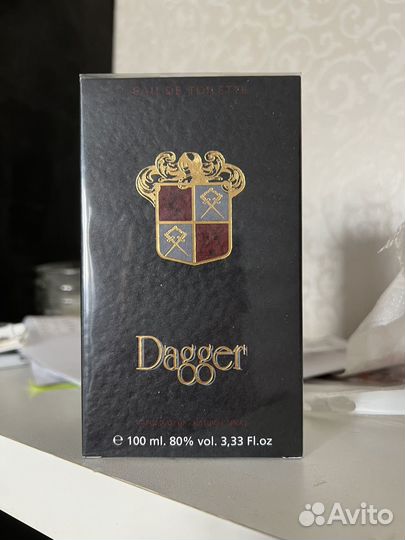 EAU DE TOILETTE
Dagger
℮ 100 ml. 80% vol. 3,33 Fl.oz
Avito